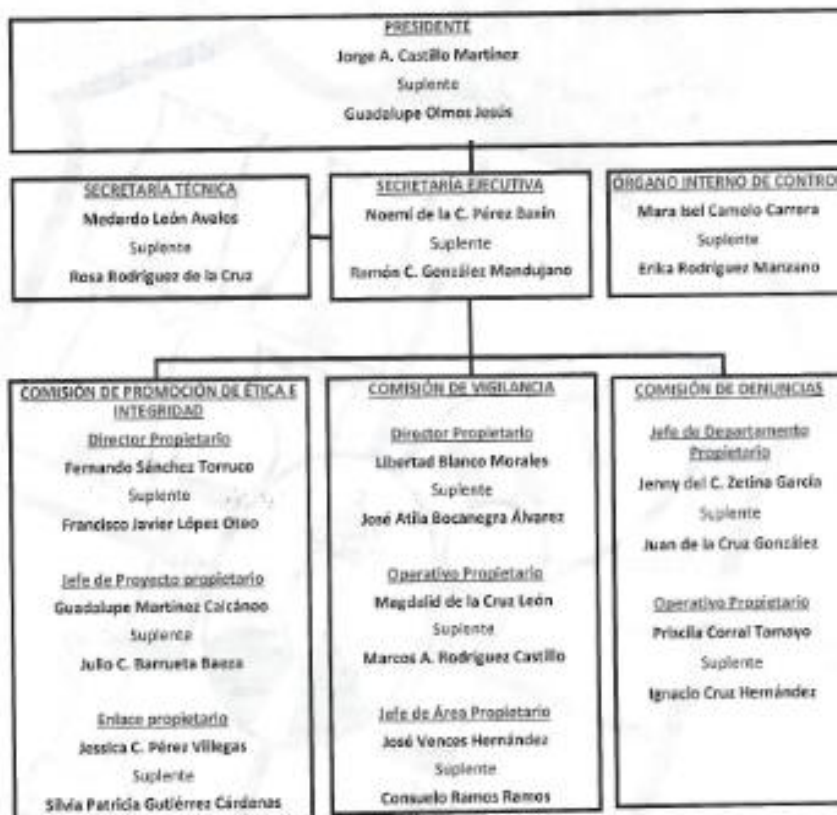 PRESIDENTE
Jorge A. Castillo Martínez
Suplente
Guadalupe Olmos Jesús
SECRETARÍA TÉCNICA
Medardo León Avalos
Suplente
Rosa Rodríguez de la Cruz
SECRETARÍA EJECUTIVA
Noemí de la C. Pérez Baxin
Suplente
Ramón C. González Mandujano
ÓRGANO INTERNO DE CONTROL
Mara Isel Camelo Carrera
Suplente
Erika Rodríguez Manzano
COMISIÓN DE PROMOCIÓN DE ÉTICA E
INTEGRIDAD
Director Propietario
Fernando Sánchez Torruco
Suplente
Francisco Javier López Oteo
Jefe de Proyecto propietario
Guadalupe Martínez Calcáneo
Suplente
Julio C. Barrueta Baeza
Enlace propietario
Jessica C. Pérez Villegas
Suplente
Silvia Patricia Gutiérrez Cárdenas
COMISIÓN DE VIGILANCIA
Director Propietario
Libertad Blanco Morales
Suplente
José Atila Bocanegra Álvarez
Operativo Propietario
Magdalid de la Cruz León
Suplente
Marcos A. Rodríguez Castillo
Jefe de Área Propietario
José Vences Hernández
Suplente
Consuelo Ramos Ramos
COMISIÓN DE DENUNCIAS
Jefe de Departamento
Propietario
Jenny del C. Zetina García
Suplente
Juan de la Cruz González
Operativo Propietario
Priscila Corral Tamayo
Suplente
Ignacio Cruz Hernández